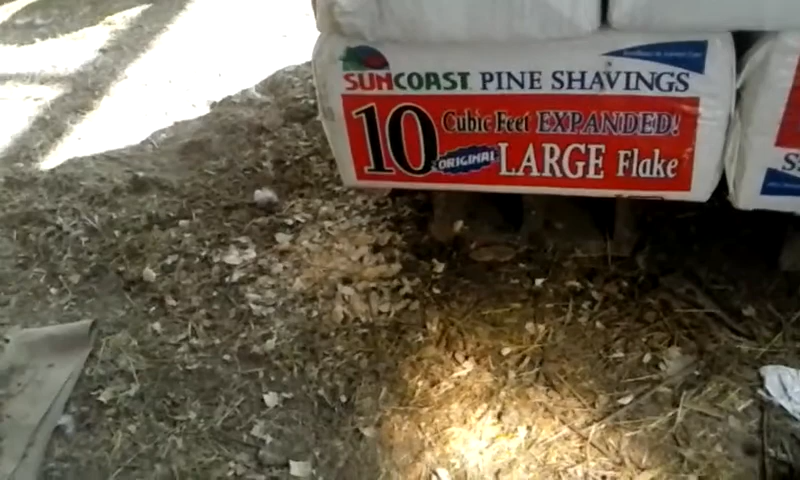 SUNCOAST PINE SHAVINGS
10 Cubic Feet EXPANDED!
ORIGINAL LARGE Flake